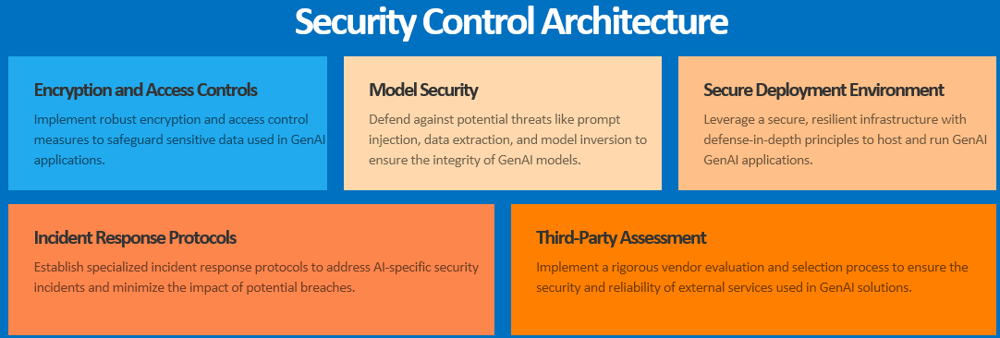 Security Control Architecture
Encryption and Access Controls
Implement robust encryption and access control
measures to safeguard sensitive data used in GenAI
applications.
Model Security
Defend against potential threats like prompt
injection, data extraction, and model inversion to
ensure the integrity of GenAI models.
Secure Deployment Environment
Leverage a secure, resilient infrastructure with
defense-in-depth principles to host and run GenAI
GenAI applications.
Incident Response Protocols
Establish specialized incident response protocols to address AI-specific security
incidents and minimize the impact of potential breaches.
Third-Party Assessment
Implement a rigorous vendor evaluation and selection process to ensure the
security and reliability of external services used in GenAI solutions.